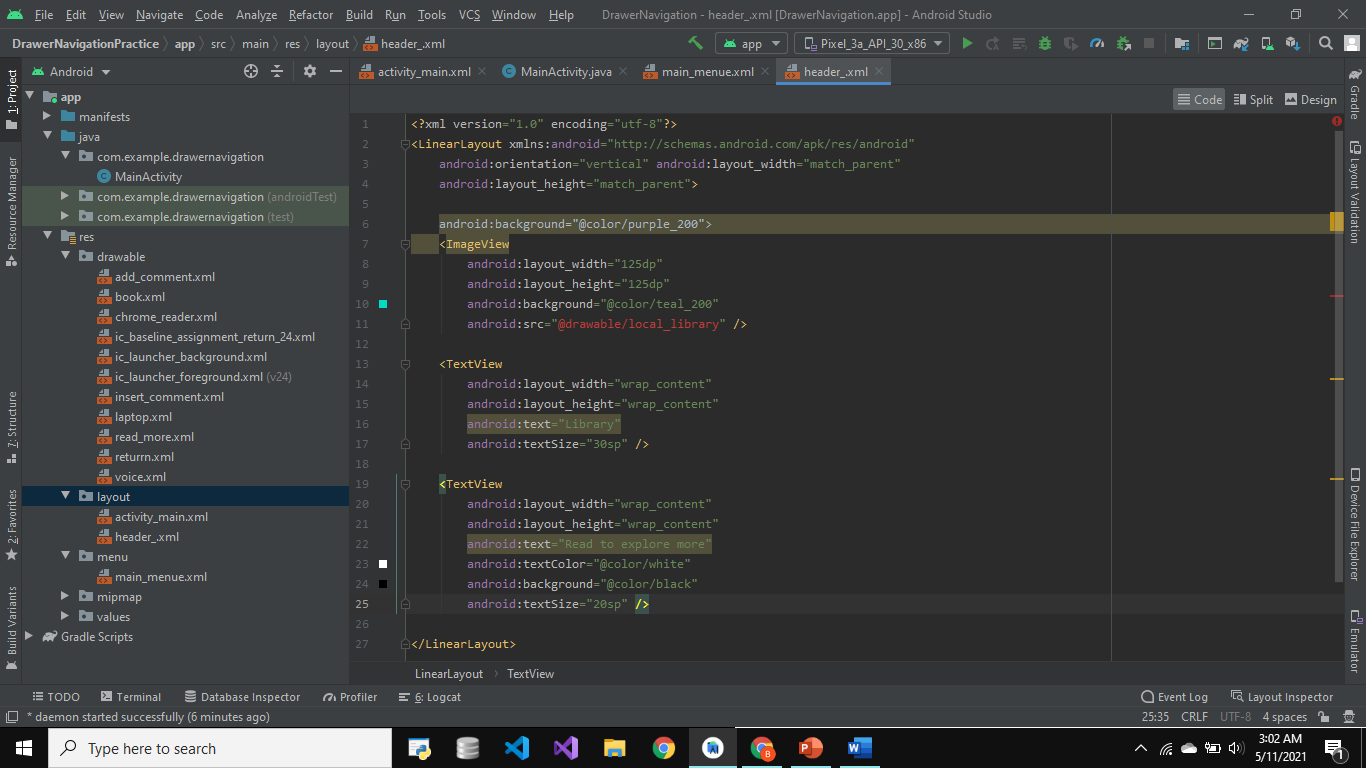 File Edit View Navigate Code Analyze Refactor Build Run Tools VCS Window Help DrawerNavigation - header_.xml [DrawerNavigation.app] - Android Studio
DrawerNavigationPractice app src main res layout header_.xml app Pixel_3a_API_30_x86
Android activity_main.xml MainActivity.java main_menue.xml header_.xml
Code Split Design
1: Project
Resource Manager
7: Structure
2: Favorites
Build Variants
app
manifests
java
com.example.drawernavigation
MainActivity
com.example.drawernavigation (androidTest)
com.example.drawernavigation (test)
res
drawable
add_comment.xml
book.xml
chrome_reader.xml
ic_baseline_assignment_return_24.xml
ic_launcher_background.xml
ic_launcher_foreground.xml (v24)
insert_comment.xml
laptop.xml
read_more.xml
returrn.xml
voice.xml
layout
activity_main.xml
header_.xml
menu
main_menue.xml
mipmap
values
Gradle Scripts
1 <?xml version="1.0" encoding="utf-8"?>
2 <LinearLayout xmlns:android="http://schemas.android.com/apk/res/android"
3 android:orientation="vertical" android:layout_width="match_parent"
4 android:layout_height="match_parent">
5
6 android:background="@color/purple_200">
7 <ImageView
8 android:layout_width="125dp"
9 android:layout_height="125dp"
10 android:background="@color/teal_200"
11 android:src="@drawable/local_library" />
12
13 <TextView
14 android:layout_width="wrap_content"
15 android:layout_height="wrap_content"
16 android:text="Library"
17 android:textSize="30sp" />
18
19 <TextView
20 android:layout_width="wrap_content"
21 android:layout_height="wrap_content"
22 android:text="Read to explore more"
23 android:textColor="@color/white"
24 android:background="@color/black"
25 android:textSize="20sp" />
26
27 </LinearLayout>
LinearLayout TextView
Gradle
Layout Validation
Device File Explorer
Emulator
TODO Terminal Database Inspector Profiler 6: Logcat Event Log Layout Inspector
* daemon started successfully (6 minutes ago) 25:35 CRLF UTF-8 4 spaces
Type here to search
3:02 AM
5/11/2021
1